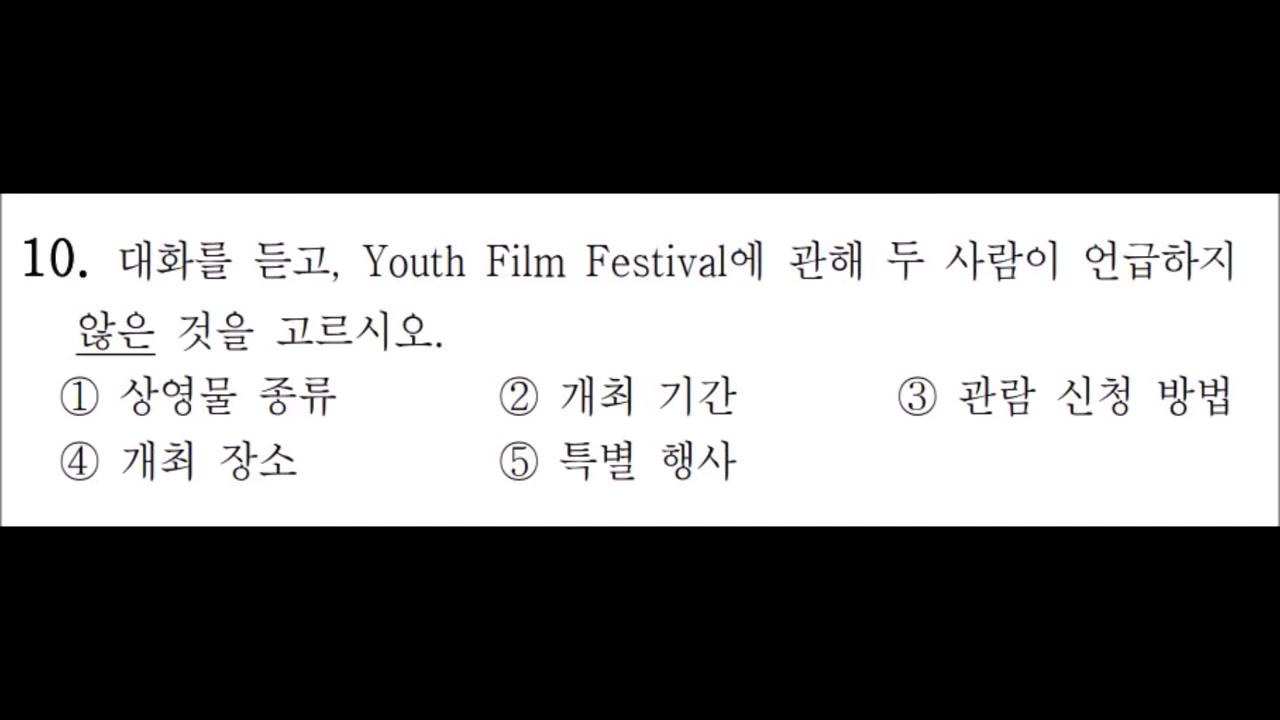 10. 대화를 듣고, Youth Film Festival에 관해 두 사람이 언급하지
않은 것을 고르시오.
① 상영물 종류 ② 개최 기간 ③ 관람 신청 방법
④ 개최 장소 ⑤ 특별 행사